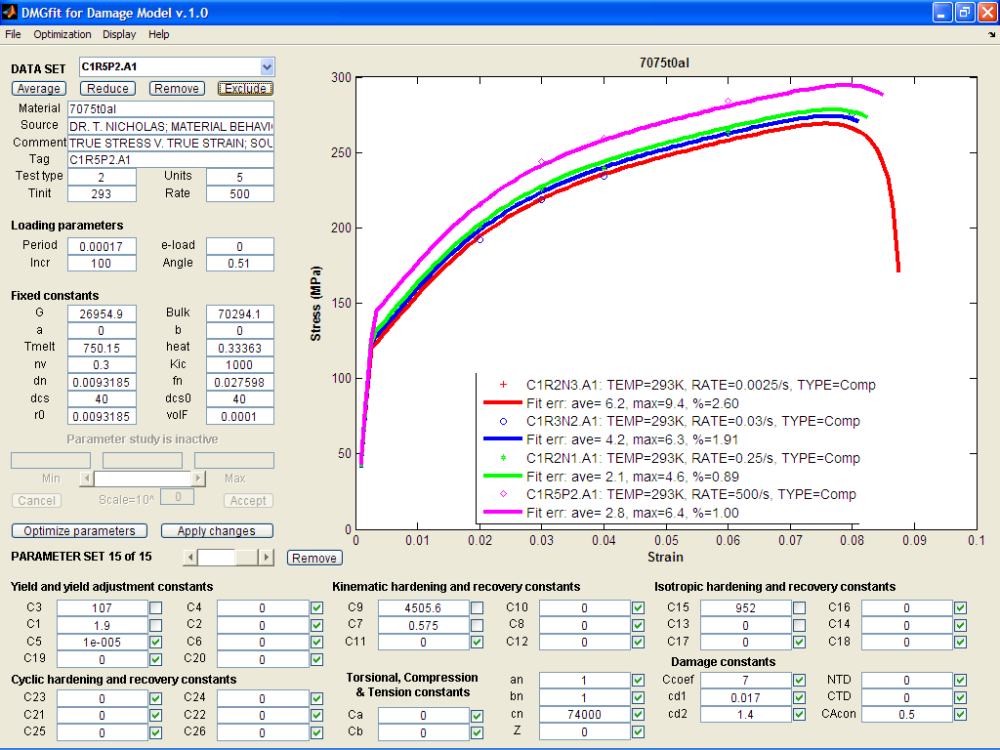 DMGfit for Damage Model v.1.0
File Optimization Display Help
DATA SET C1R5P2.A1
Average Reduce Remove Exclude
Material 7075t0al
Source DR. T. NICHOLAS; MATERIAL BEHAVI
Comment TRUE STRESS V. TRUE STRAIN; SOU
Tag C1R5P2.A1
Test type 2 Units 5
Tinit 293 Rate 500
Loading parameters
Period 0.00017 e-load 0
Incr 100 Angle 0.51
Fixed constants
G 26954.9 Bulk 70294.1
a 0 b 0
Tmelt 750.15 heat 0.33363
nv 0.3 Kic 1000
dn 0.0093185 fn 0.027598
dcs 40 dcs0 40
r0 0.0093185 volF 0.0001
Parameter study is inactive
Min Max
Cancel Scale=10^ 0 Accept
Optimize parameters Apply changes
PARAMETER SET 15 of 15 Remove
7075t0al
Stress (MPa)
300
250
200
150
100
50
0
0 0.01 0.02 0.03 0.04 0.05 0.06 0.07 0.08 0.09 0.1
Strain
C1R2N3.A1: TEMP=293K, RATE=0.0025/s, TYPE=Comp
Fit err: ave= 6.2, max=9.4, %=2.60
C1R3N2.A1: TEMP=293K, RATE=0.03/s, TYPE=Comp
Fit err: ave= 4.2, max=6.3, %=1.91
C1R2N1.A1: TEMP=293K, RATE=0.25/s, TYPE=Comp
Fit err: ave= 2.1, max=4.6, %=0.89
C1R5P2.A1: TEMP=293K, RATE=500/s, TYPE=Comp
Fit err: ave= 2.8, max=6.4, %=1.00
Yield and yield adjustment constants
C3 107 C4 0
C1 1.9 C2 0
C5 1e-005 C6 0
C19 0 C20 0
Cyclic hardening and recovery constants
C23 0 C24 0
C21 0 C22 0
C25 0 C26 0
Kinematic hardening and recovery constants
C9 4505.6 C10 0
C7 0.575 C8 0
C11 0 C12 0
Torsional, Compression
& Tension constants
Ca 0
Cb 0
an 1
bn 1
cn 74000
Z 0
Isotropic hardening and recovery constants
C15 952 C16 0
C13 0 C14 0
C17 0 C18 0
Damage constants
Ccoef 7 NTD 0
cd1 0.017 CTD 0
cd2 1.4 CAcon 0.5